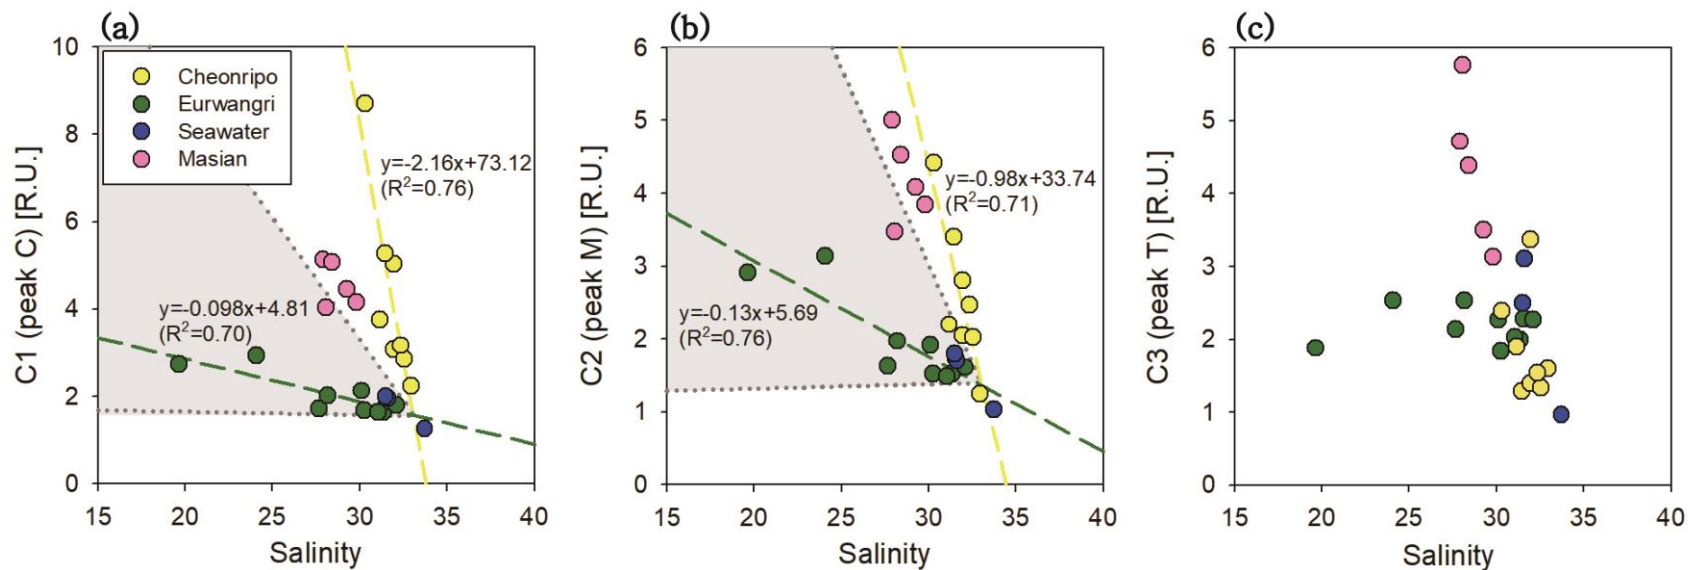 (a)
C1 (peak C) [R.U.]
10
8
6
4
2
0
Cheonripo
Eurwangri
Seawater
Masian
y=-2.16x+73.12
(R²=0.76)
y=-0.098x+4.81
(R²=0.70)
15 20 25 30 35 40
Salinity
(b)
C2 (peak M) [R.U.]
6
5
4
3
2
1
0
y=-0.98x+33.74
(R²=0.71)
y=-0.13x+5.69
(R²=0.76)
15 20 25 30 35 40
Salinity
(c)
C3 (peak T) [R.U.]
6
5
4
3
2
1
0
15 20 25 30 35 40
Salinity